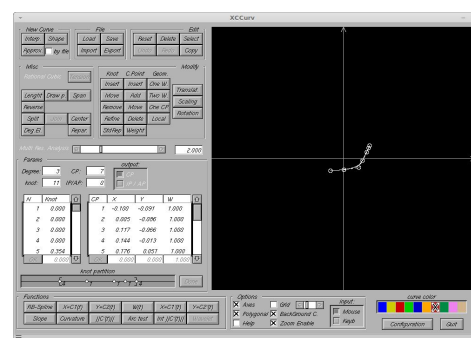 XCCurv
New Curve File Edit
Interp. Shape Load Save Reset Delete Select
Approx. by file Import Export Copy
Misc Modify
Knot C.Point Geom.
Insert Insert One W.
Translat.
Lenght Draw p. Span Move Add Two W.
Scaling
Reverse Remove Move One CP
Rotation
Split Center Refine Delete Local
Deg.El. Repar. StdRep Weight
2.000
Params
output:
Degree: 3 CP: 7
Knot: 11 IP/AP: 0
N Knot CP X Y W
1 0.000 1 -0.100 -0.091 1.000
2 0.000 2 0.005 -0.086 1.000
3 0.000 3 0.117 -0.066 1.000
4 0.000 4 0.144 -0.013 1.000
5 0.354 5 0.176 0.051 1.000
knot partition
Functions
RB-Spline X=C1(t) Y=C2(t) W(t) X=C1'(t) Y=C2'(t)
Slope Curvature ||C'(t)|| Arc test Int ||C'(t)||
Options
Axes Grid
Polygonal BackGround C.
Help Zoom Enable
input:
Mouse
Keyb
curve color
Configuration Quit